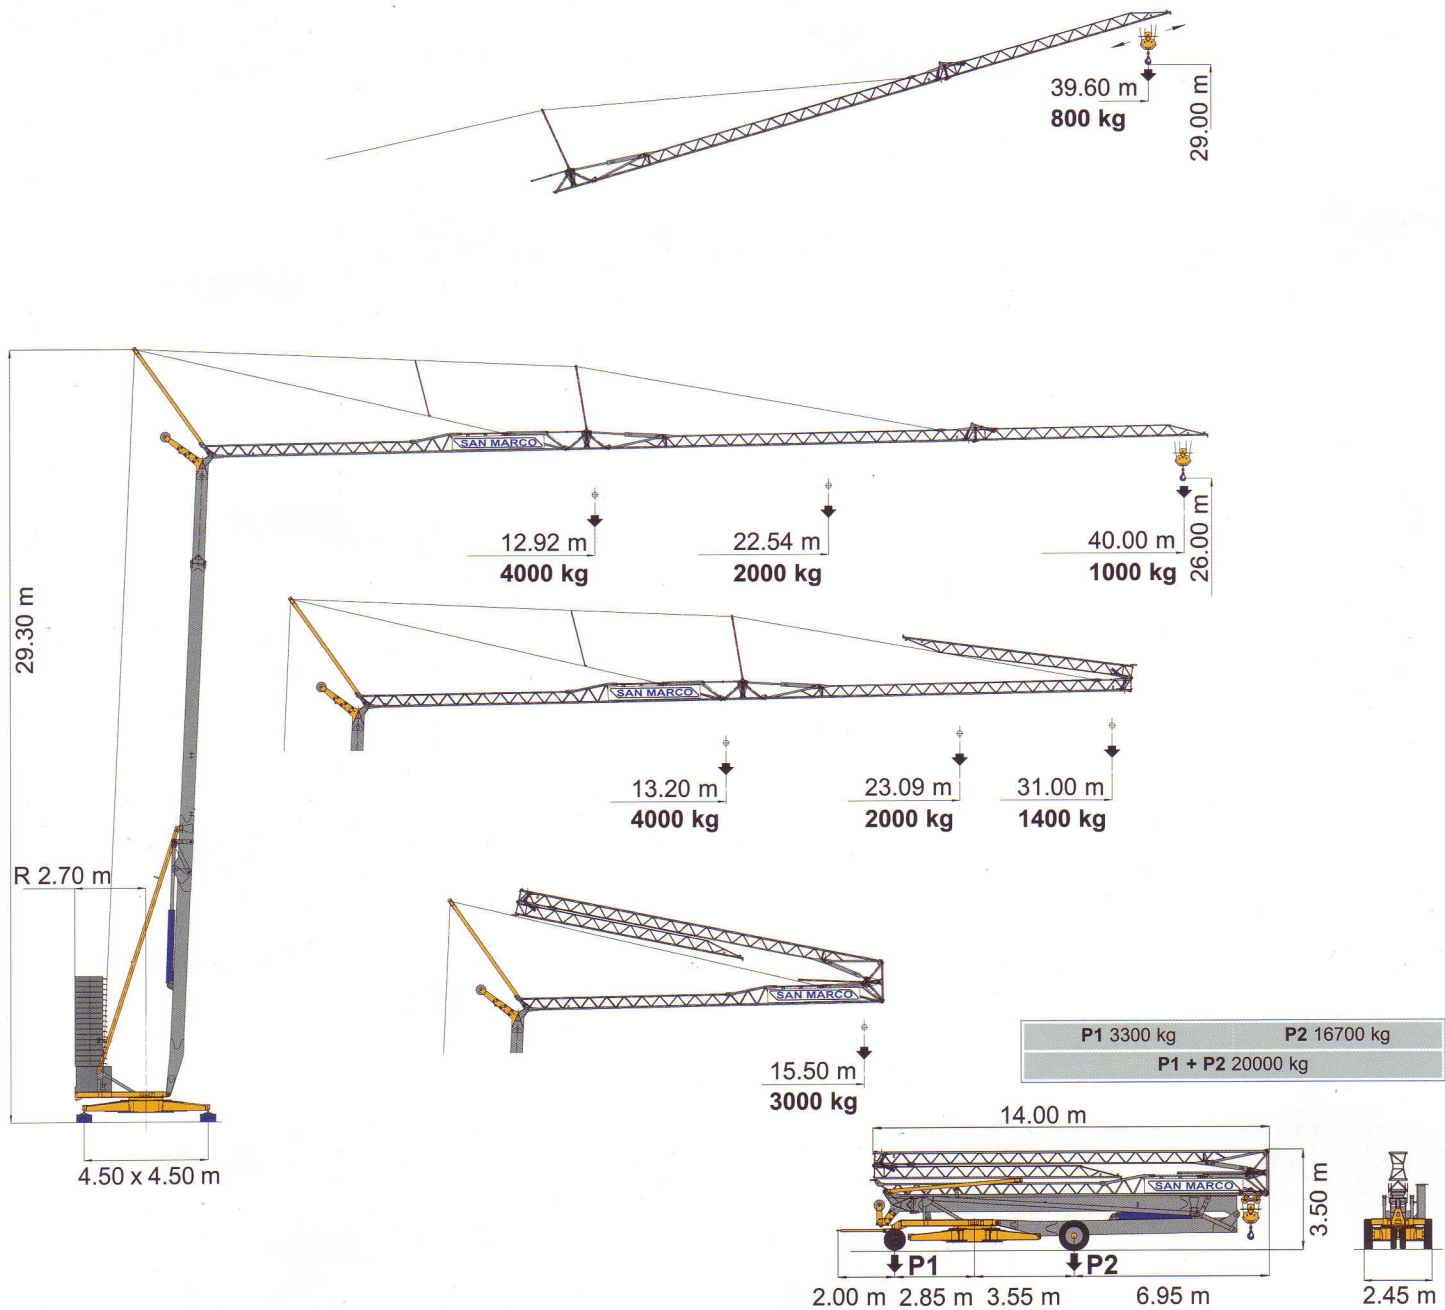 39.60 m
800 kg
29.00 m
SAN MARCO
12.92 m
4000 kg
22.54 m
2000 kg
40.00 m
1000 kg
26.00 m
29.30 m
SAN MARCO
13.20 m
4000 kg
23.09 m
2000 kg
31.00 m
1400 kg
R 2.70 m
SAN MARCO
15.50 m
3000 kg
4.50 x 4.50 m
P1 3300 kg P2 16700 kg
P1 + P2 20000 kg
14.00 m
SAN MARCO
3.50 m
P1 P2
2.00 m 2.85 m 3.55 m 6.95 m 2.45 m